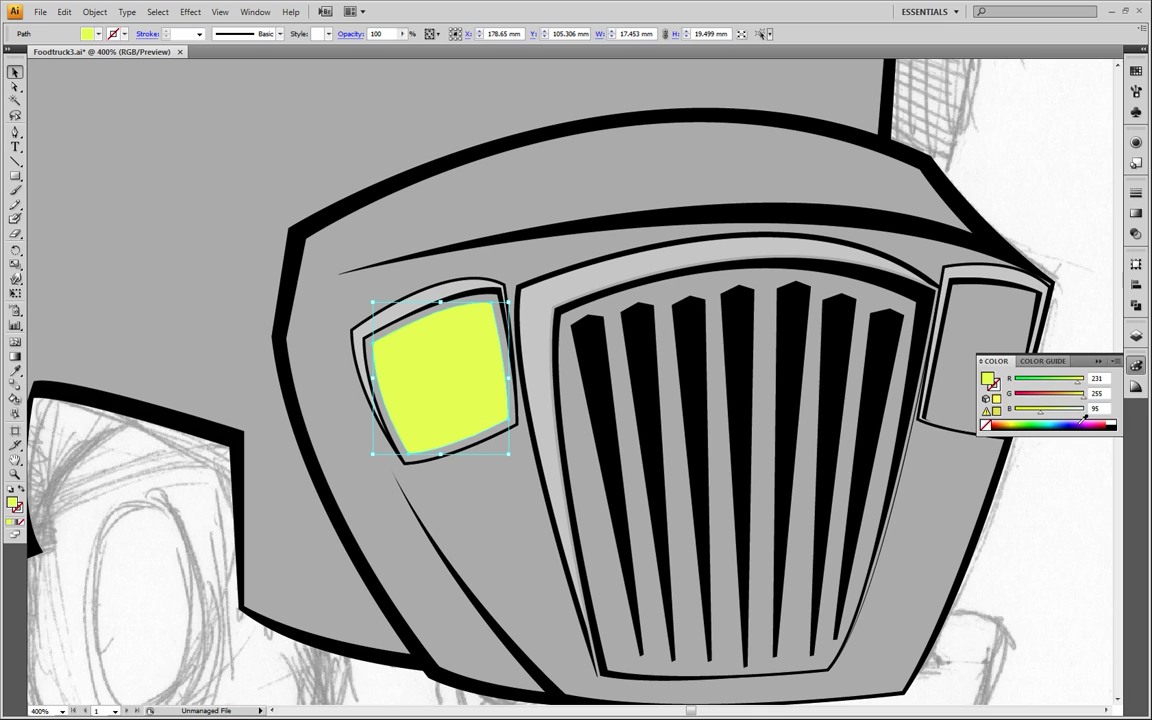 Ai File Edit Object Type Select Effect View Window Help Br ESSENTIALS
Path Stroke: Basic Style: Opacity: 100 % X: 178.65 mm Y: 105.306 mm W: 17.453 mm H: 19.499 mm
Foodtruck3.ai* @ 400% (RGB/Preview) ×
T
COLOR COLOR GUIDE
R 231
G 255
B 95
400% 1 Unmanaged File